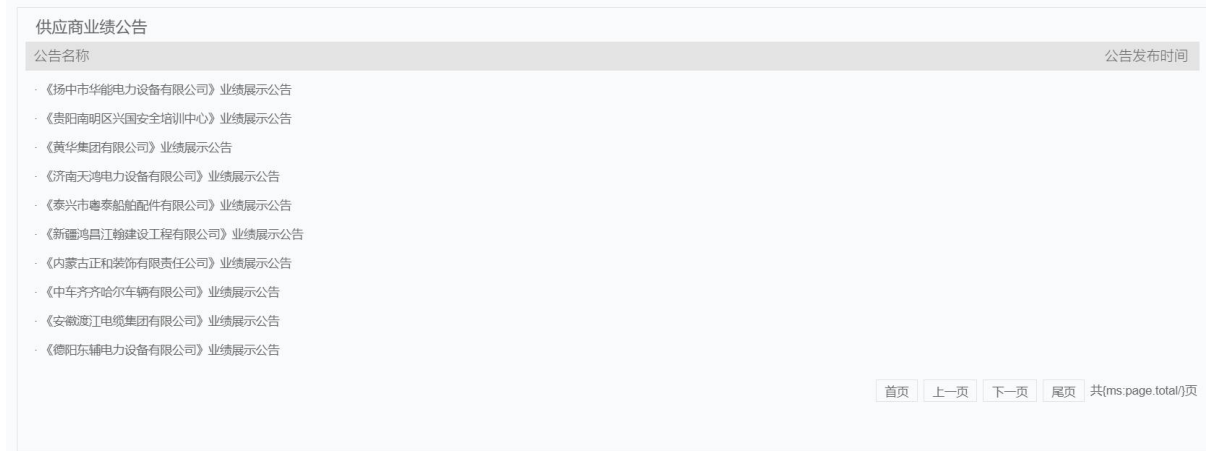 供应商业绩公告
公告名称 公告发布时间
· 《扬中市华能电力设备有限公司》业绩展示公告
· 《贵阳南明区兴国安全培训中心》业绩展示公告
· 《黄华集团有限公司》业绩展示公告
· 《济南天鸿电力设备有限公司》业绩展示公告
· 《泰兴市粤泰船舶配件有限公司》业绩展示公告
· 《新疆鸿昌江翰建设工程有限公司》业绩展示公告
· 《内蒙古正和装饰有限责任公司》业绩展示公告
· 《中车齐齐哈尔车辆有限公司》业绩展示公告
· 《安徽渡江电缆集团有限公司》业绩展示公告
· 《德阳东辅电力设备有限公司》业绩展示公告
首页 上一页 下一页 尾页 共{ms:page.total/}页